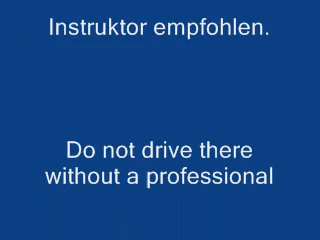 Instruktor empfohlen.
Do not drive there
without a professional